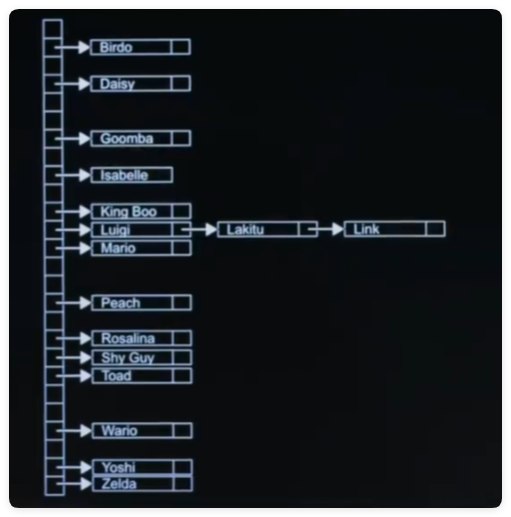 Birdo
Daisy
Goomba
Isabelle
King Boo
Luigi Lakitu Link
Mario
Peach
Rosalina
Shy Guy
Toad
Wario
Yoshi
Zelda